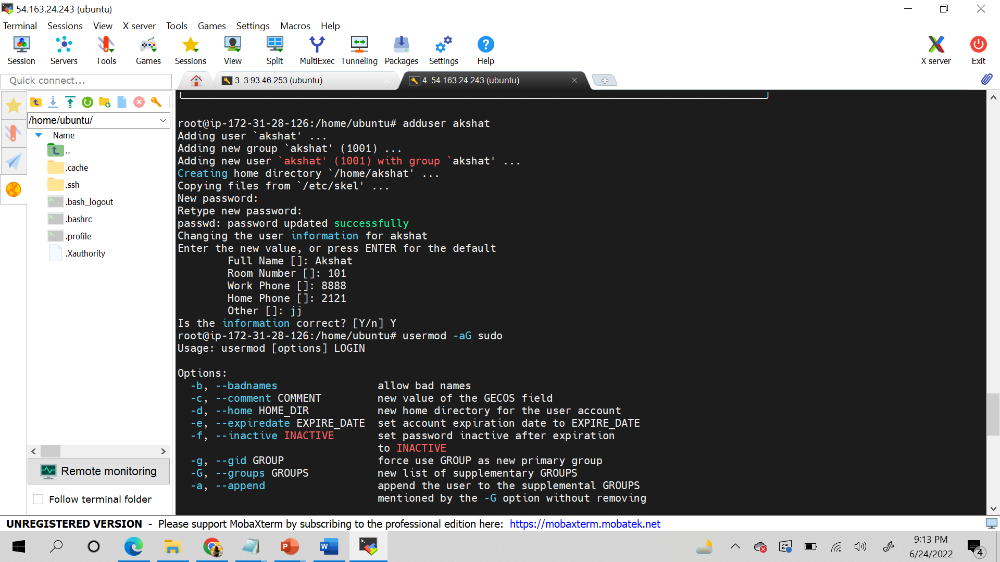 54.163.24.243 (ubuntu)
Terminal Sessions View X server Tools Games Settings Macros Help
Session Servers Tools Games Sessions View Split MultiExec Tunneling Packages Settings Help X server Exit
Quick connect...
3. 3.93.46.253 (ubuntu)
4. 54.163.24.243 (ubuntu)
/home/ubuntu/
Name
..
.cache
.ssh
.bash_logout
.bashrc
.profile
.Xauthority
Remote monitoring
Follow terminal folder
root@ip-172-31-28-126:/home/ubuntu# adduser akshat
Adding user `akshat' ...
Adding new group `akshat' (1001) ...
Adding new user `akshat' (1001) with group `akshat' ...
Creating home directory `/home/akshat' ...
Copying files from `/etc/skel' ...
New password:
Retype new password:
passwd: password updated successfully
Changing the user information for akshat
Enter the new value, or press ENTER for the default
Full Name []: Akshat
Room Number []: 101
Work Phone []: 8888
Home Phone []: 2121
Other []: jj
Is the information correct? [Y/n] Y
root@ip-172-31-28-126:/home/ubuntu# usermod -aG sudo
Usage: usermod [options] LOGIN
Options:
-b, --badnames allow bad names
-c, --comment COMMENT new value of the GECOS field
-d, --home HOME_DIR new home directory for the user account
-e, --expiredate EXPIRE_DATE set account expiration date to EXPIRE_DATE
-f, --inactive INACTIVE set password inactive after expiration
to INACTIVE
-g, --gid GROUP force use GROUP as new primary group
-G, --groups GROUPS new list of supplementary GROUPS
-a, --append append the user to the supplemental GROUPS
mentioned by the -G option without removing
UNREGISTERED VERSION - Please support MobaXterm by subscribing to the professional edition here: https://mobaxterm.mobatek.net
9:13 PM
6/24/2022
4